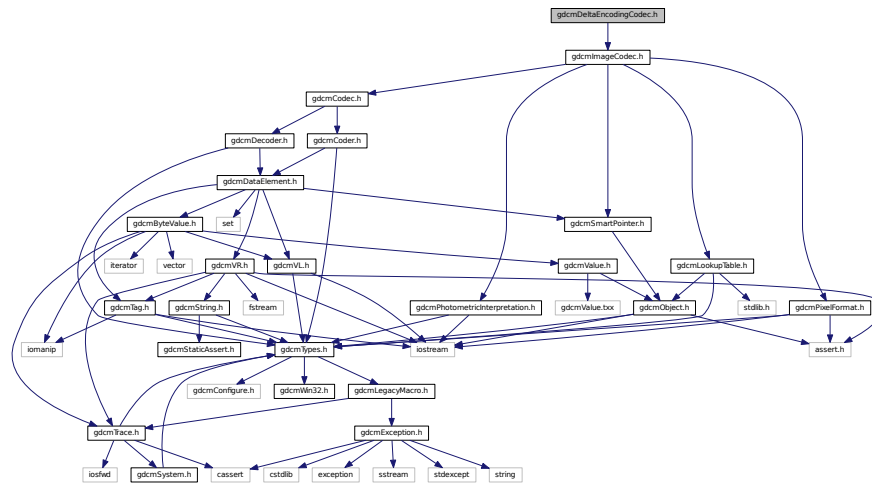 gdcmDeltaEncodingCodec.h
gdcmImageCodec.h
gdcmCodec.h
gdcmDecoder.h
gdcmCoder.h
gdcmDataElement.h
gdcmByteValue.h
set
gdcmSmartPointer.h
iterator
vector
gdcmVR.h
gdcmVL.h
gdcmValue.h
gdcmLookupTable.h
gdcmTag.h
gdcmString.h
fstream
gdcmPhotometricInterpretation.h
gdcmValue.txx
gdcmObject.h
stdlib.h
gdcmPixelFormat.h
iomanip
gdcmStaticAssert.h
gdcmTypes.h
iostream
assert.h
gdcmConfigure.h
gdcmWin32.h
gdcmLegacyMacro.h
gdcmTrace.h
gdcmException.h
iosfwd
gdcmSystem.h
cassert
cstdlib
exception
sstream
stdexcept
string